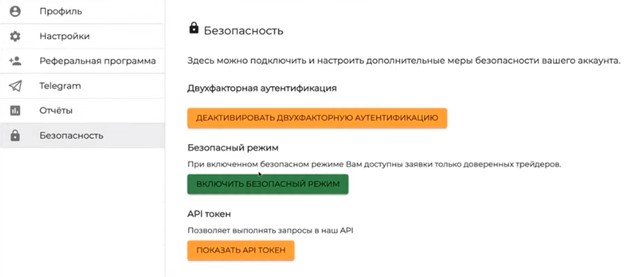 Профиль
Настройки
Реферальная программа
Telegram
Отчёты
Безопасность
Безопасность
Здесь можно подключить и настроить дополнительные меры безопасности вашего аккаунта.
Двухфакторная аутентификация
ДЕАКТИВИРОВАТЬ ДВУХФАКТОРНУЮ АУТЕНТИФИКАЦИЮ
Безопасный режим
При включенном безопасном режиме Вам доступны заявки только доверенных трейдеров.
ВКЛЮЧИТЬ БЕЗОПАСНЫЙ РЕЖИМ
API токен
Позволяет выполнять запросы в наш API
ПОКАЗАТЬ API ТОКЕН